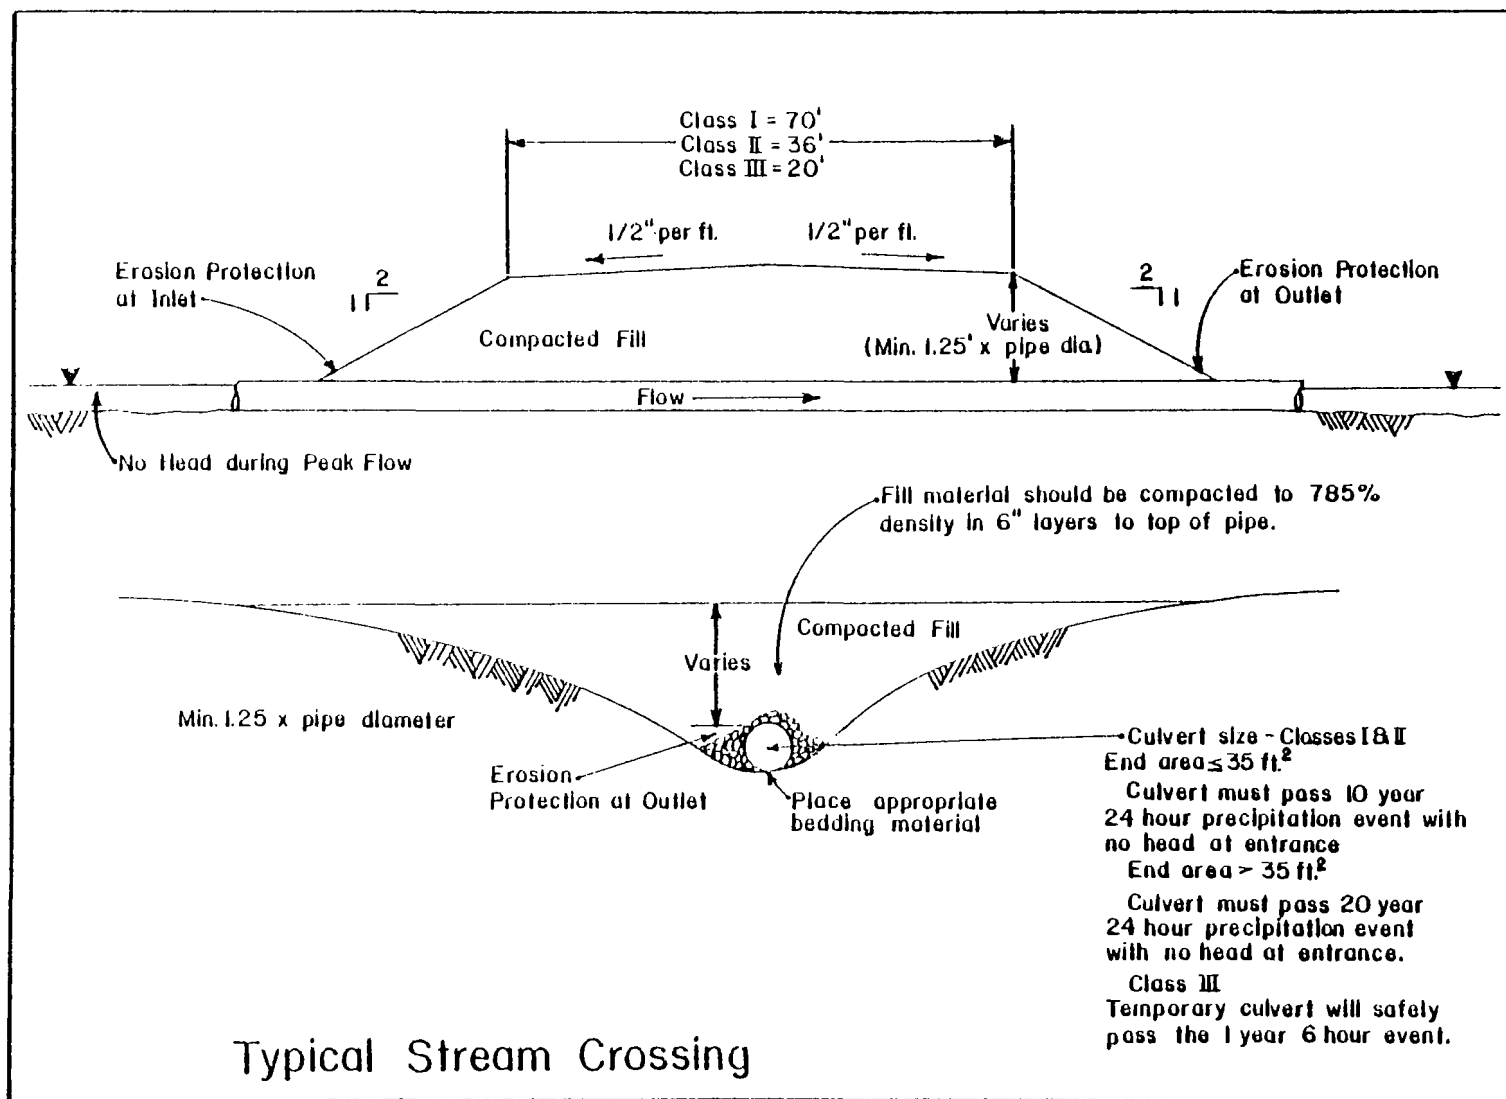 Class I = 70'
Class II = 36'
Class III = 20'
1/2" per ft.
1/2" per ft.
Erosion Protection
at Inlet
2
1
2
1
Erosion Protection
at Outlet
Compacted Fill
Varies
(Min. 1.25' x pipe dia)
Flow
No Head during Peak Flow
Fill material should be compacted to 785%
density in 6" layers to top of pipe.
Compacted Fill
Varies
Min. 1.25 x pipe diameter
Erosion
Protection at Outlet
Place appropriate
bedding material
Culvert size - Classes I & II
End area ≤ 35 ft.²
Culvert must pass 10 year
24 hour precipitation event with
no head at entrance
End area > 35 ft.²
Culvert must pass 20 year
24 hour precipitation event
with no head at entrance.
Class III
Temporary culvert will safely
pass the 1 year 6 hour event.
Typical Stream Crossing